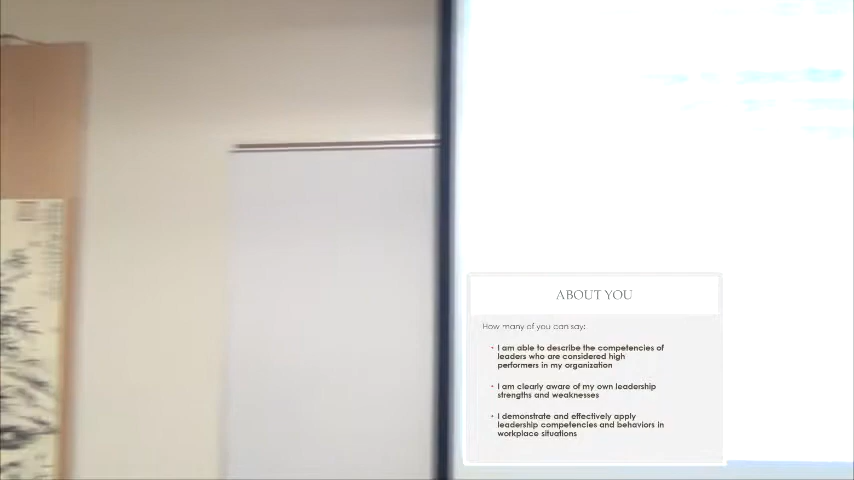 ABOUT YOU
How many of you can say:
• I am able to describe the competencies of
leaders who are considered high
performers in my organization
• I am clearly aware of my own leadership
strengths and weaknesses
• I demonstrate and effectively apply
leadership competencies and behaviors in
workplace situations